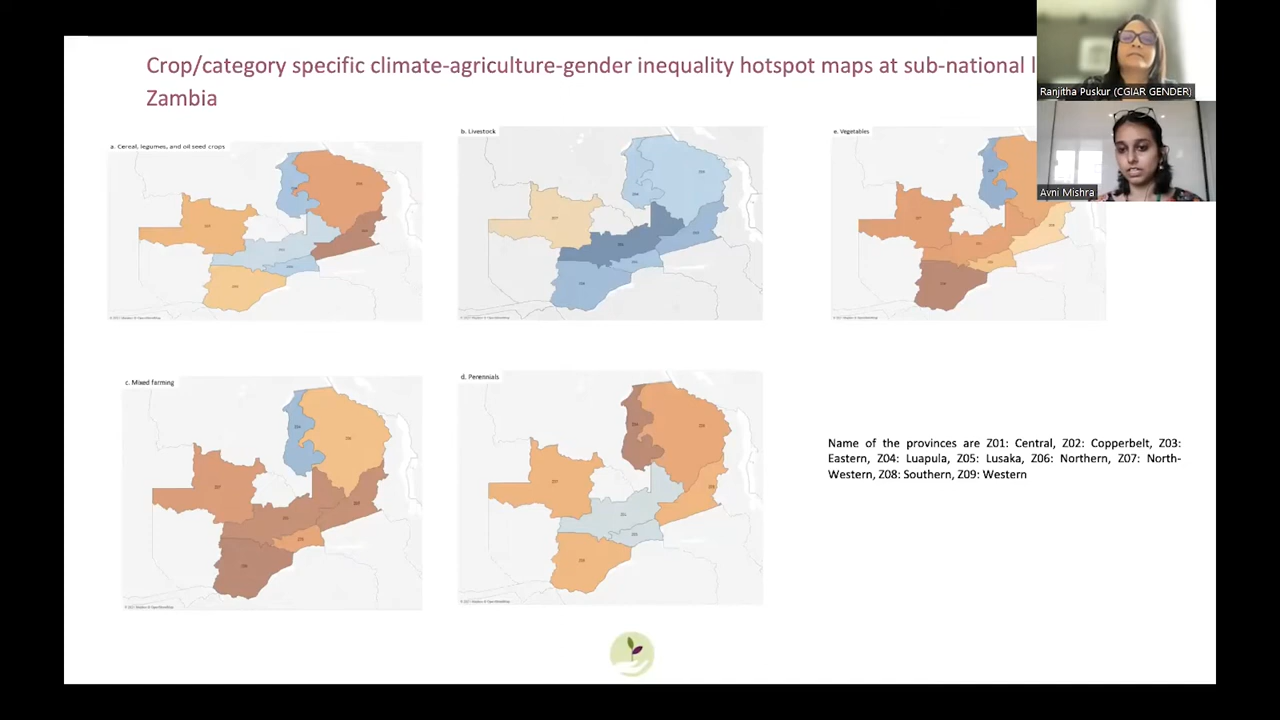 Crop/category specific climate-agriculture-gender inequality hotspot maps at sub-national l
Zambia
Ranjitha Puskur (CGIAR GENDER)
Avni Mishra
a. Cereal, legumes, and oil seed crops
b. Livestock
e. Vegetables
c. Mixed farming
d. Perennials
Name of the provinces are Z01: Central, Z02: Copperbelt, Z03:
Eastern, Z04: Luapula, Z05: Lusaka, Z06: Northern, Z07: North-
Western, Z08: Southern, Z09: Western